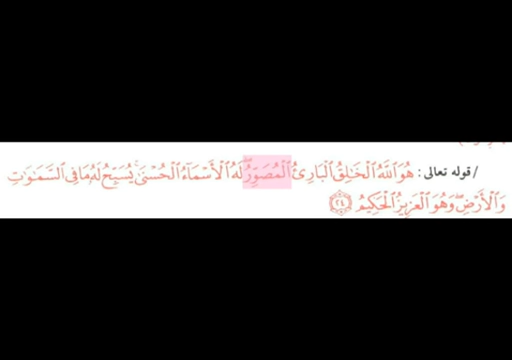 / قوله تعالى : هُوَ ٱللَّهُ ٱلْخَـٰلِقُ ٱلْبَارِئُ ٱلْمُصَوِّرُ ۖ لَهُ ٱلْأَسْمَآءُ ٱلْحُسْنَىٰ ۚ يُسَبِّحُ لَهُۥ مَا فِى ٱلسَّمَـٰوَٰتِ
وَٱلْأَرْضِ ۖ وَهُوَ ٱلْعَزِيزُ ٱلْحَكِيمُ ٢٤